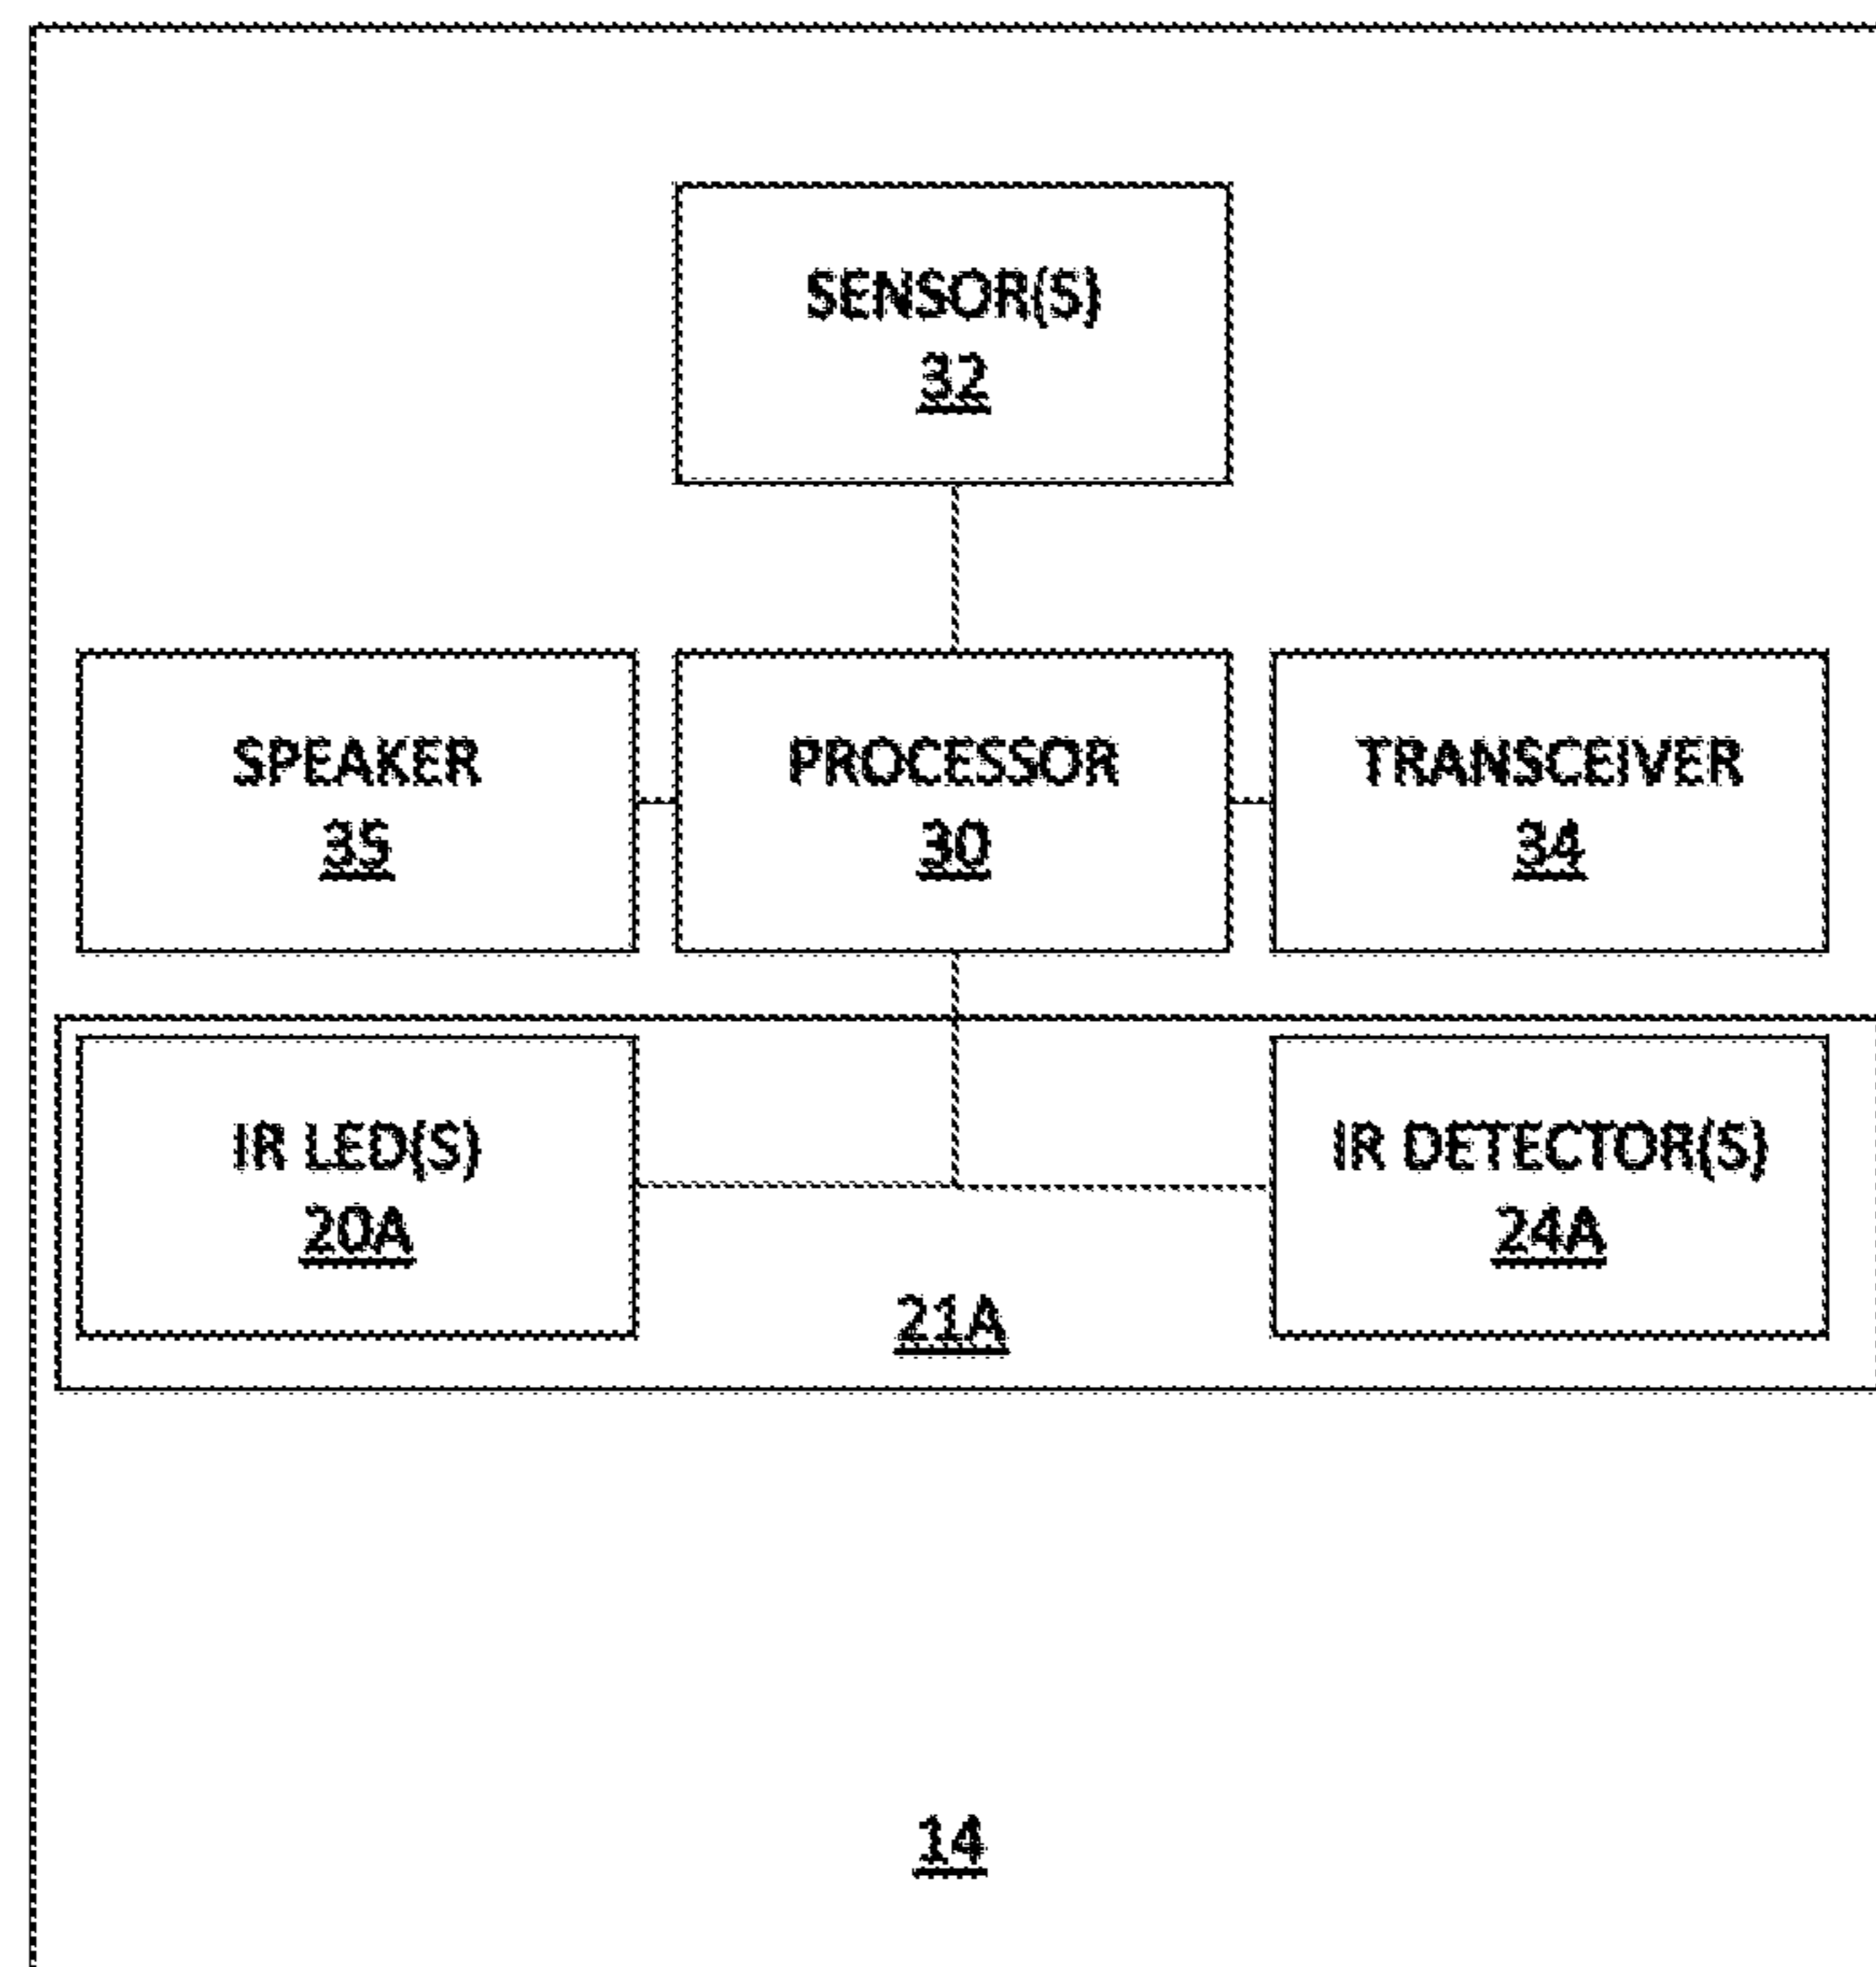 SENSOR(S)
32
SPEAKER
35
PROCESSOR
30
TRANSCEIVER
34
IR LED(S)
20A
IR DETECTOR(S)
24A
21A
14